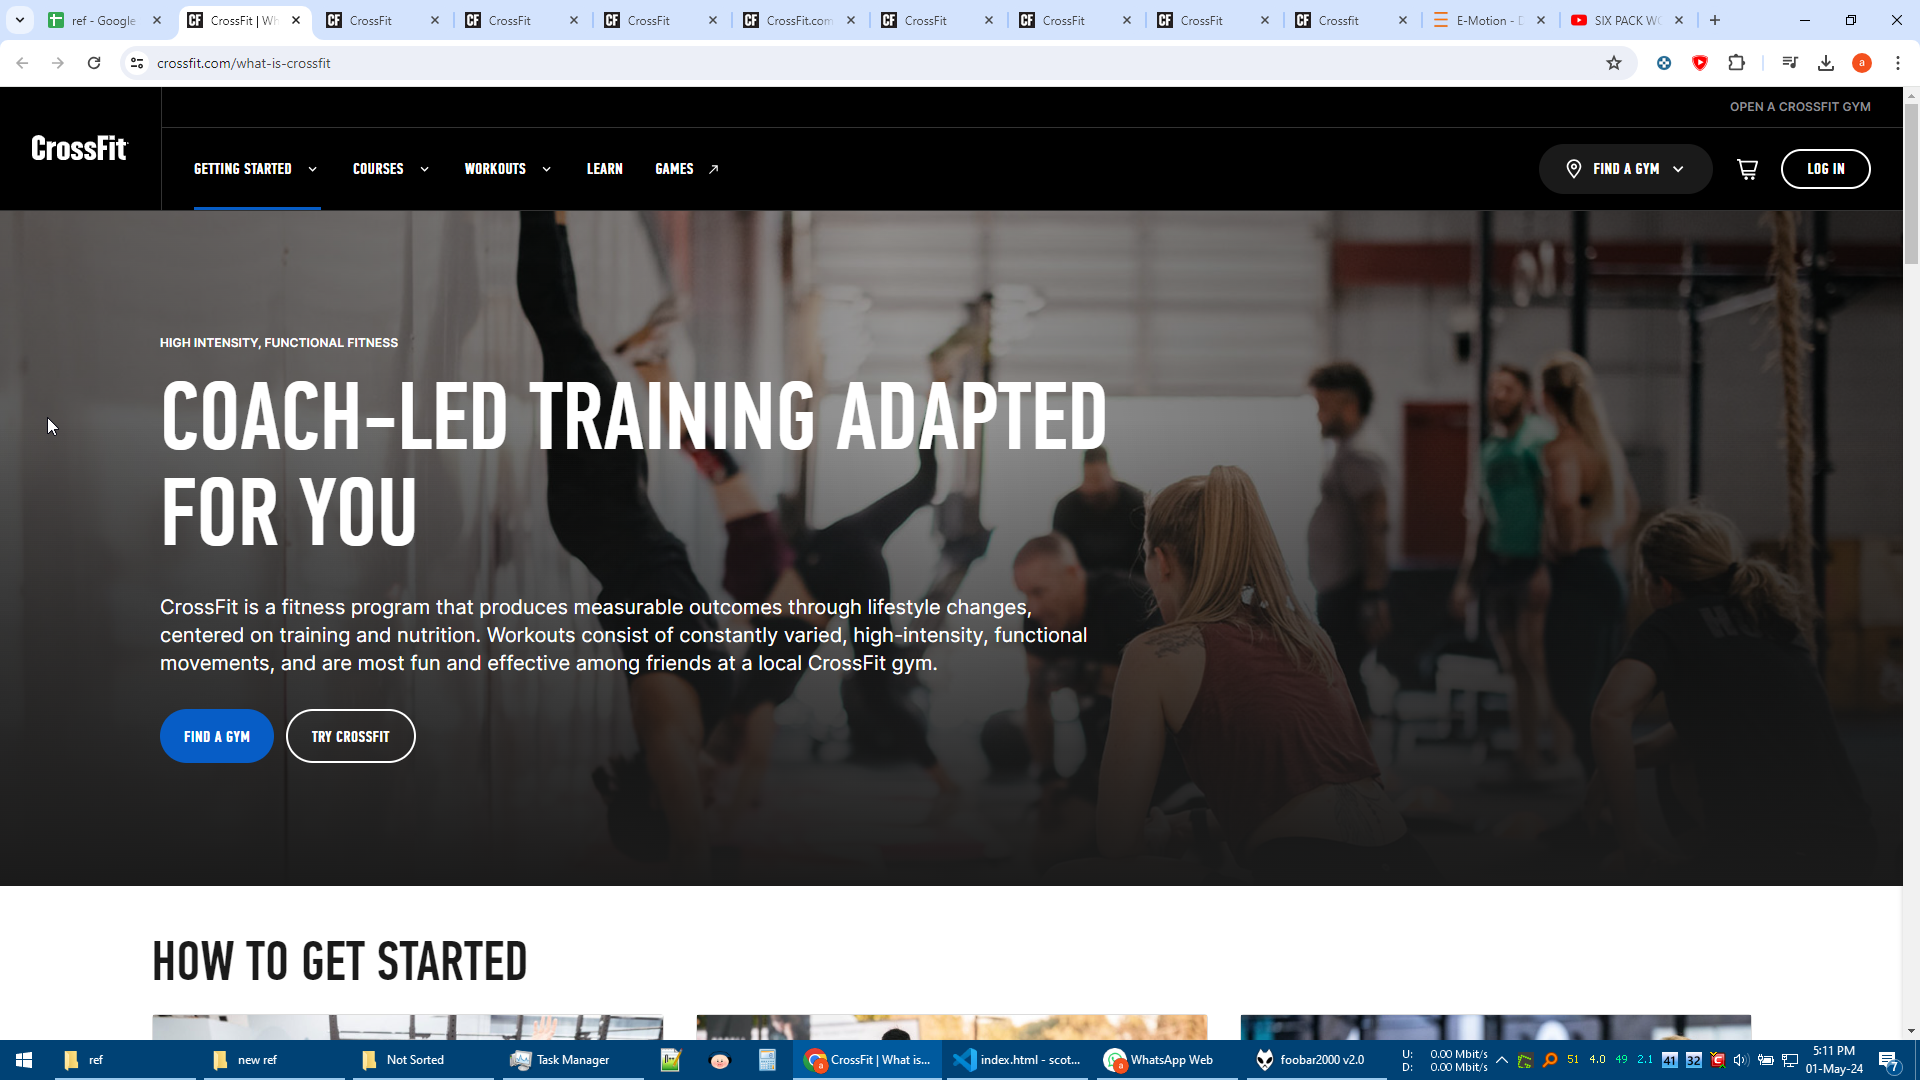 ref - Google
CrossFit | Wh
CrossFit
CrossFit
CrossFit
CrossFit.com
CrossFit
CrossFit
CrossFit
Crossfit
E-Motion - D
SIX PACK WO
crossfit.com/what-is-crossfit
a
OPEN A CROSSFIT GYM
CrossFit
GETTING STARTED
COURSES
WORKOUTS
LEARN
GAMES
FIND A GYM
LOG IN
HIGH INTENSITY, FUNCTIONAL FITNESS
COACH-LED TRAINING ADAPTED
FOR YOU
CrossFit is a fitness program that produces measurable outcomes through lifestyle changes,
centered on training and nutrition. Workouts consist of constantly varied, high-intensity, functional
movements, and are most fun and effective among friends at a local CrossFit gym.
FIND A GYM
TRY CROSSFIT
HOW TO GET STARTED
ref
new ref
Not Sorted
Task Manager
CrossFit | What is...
index.html - scot...
WhatsApp Web
foobar2000 v2.0
U: 0.00 Mbit/s
D: 0.00 Mbit/s
51 4.0 49 2.1 41 32
5:11 PM
01-May-24
7